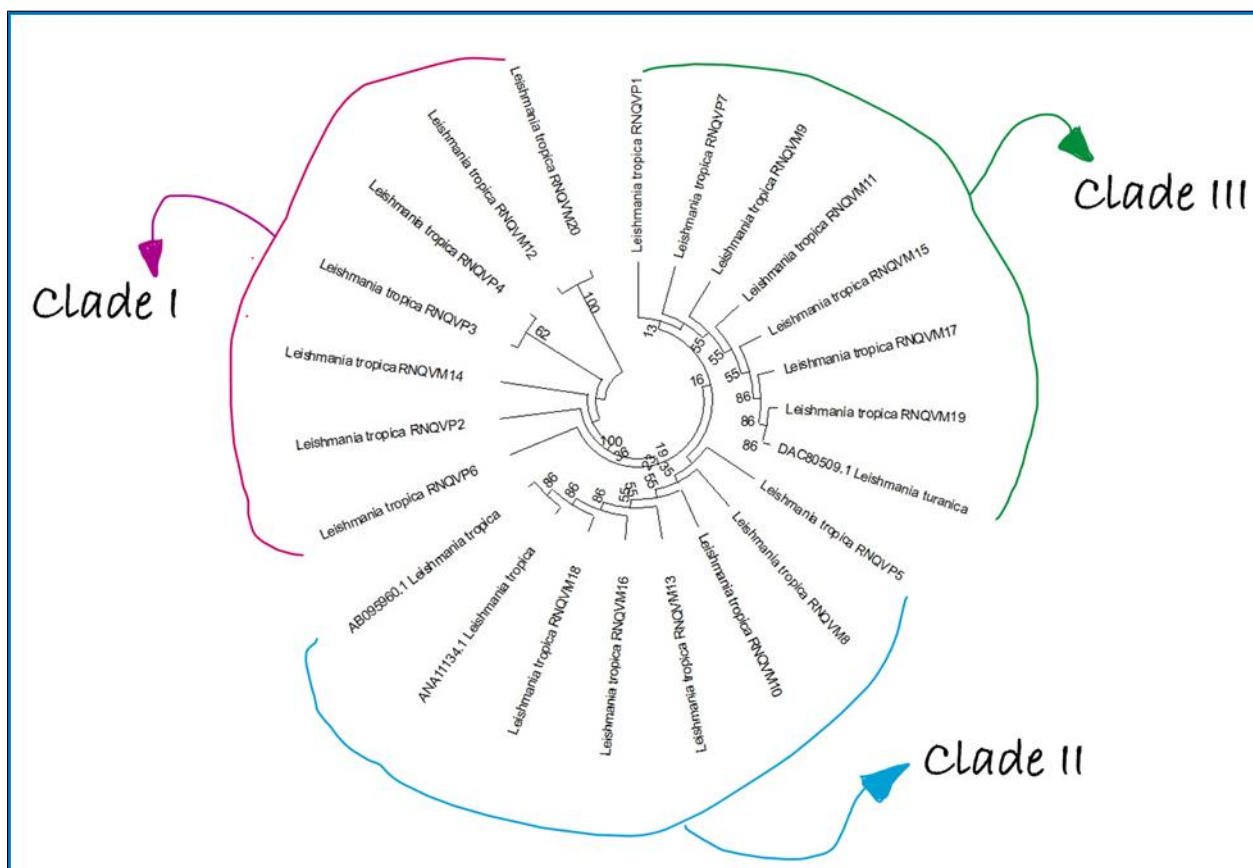 Clade I
Leishmania tropica RNQVM20
Leishmania tropica RNQVM12
Leishmania tropica RNQVP4
Leishmania tropica RNQVP3
Leishmania tropica RNQVM14
Leishmania tropica RNQVP2
Leishmania tropica RNQVP6
100
62
Clade III
Leishmania tropica RNQVP1
Leishmania tropica RNQVP7
Leishmania tropica RNQVM9
Leishmania tropica RNQVM11
Leishmania tropica RNQVM15
Leishmania tropica RNQVM17
Leishmania tropica RNQVM19
DAC80509.1 Leishmania turanica
13
55
55
55
86
86
86
16
Clade II
Leishmania tropica RNQVP5
Leishmania tropica RNQVM8
Leishmania tropica RNQVM10
Leishmania tropica RNQVM13
Leishmania tropica RNQVM16
Leishmania tropica RNQVM18
ANA11134.1 Leishmania tropica
AB095960.1 Leishmania tropica
19
35
55
55
55
86
86
86
100